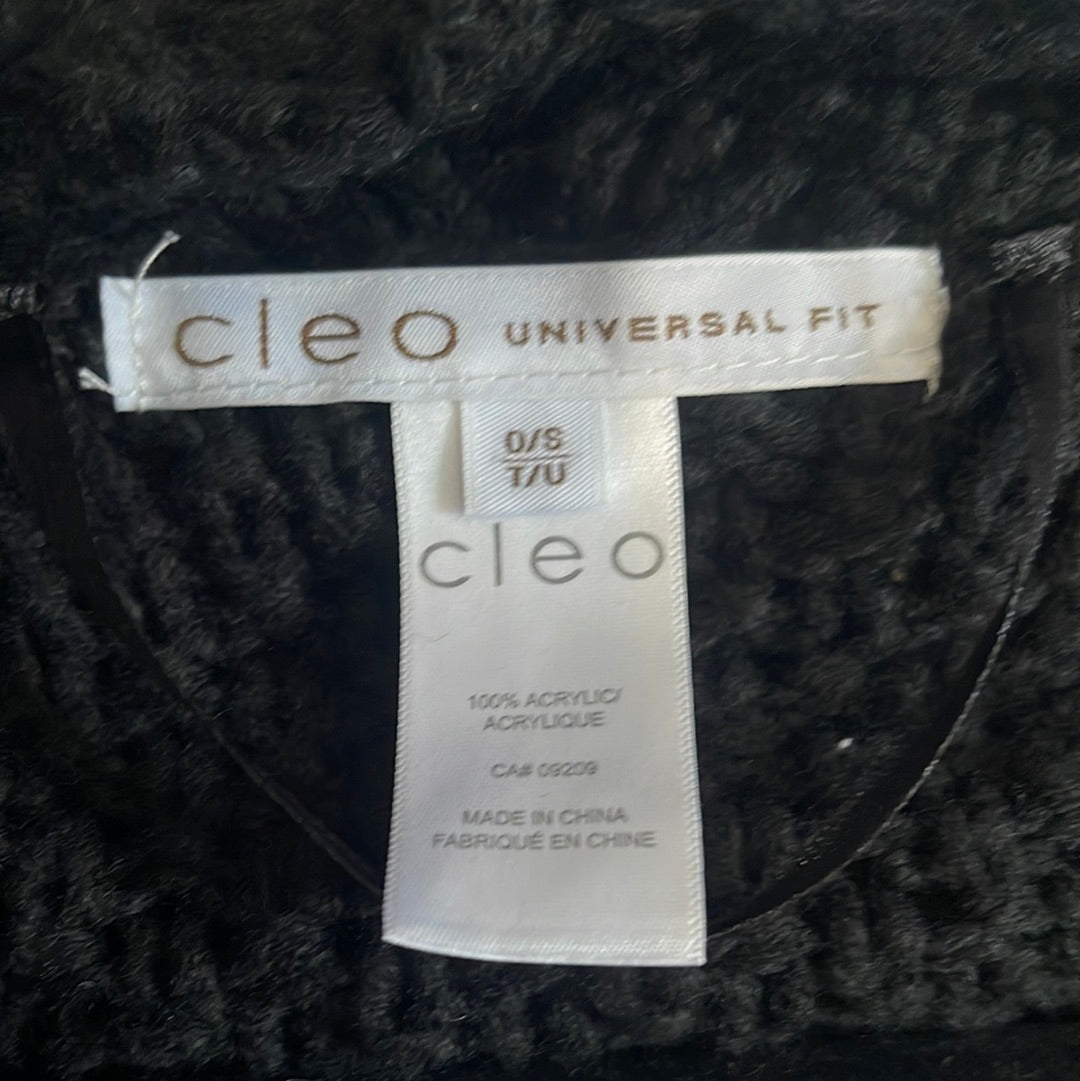 cleo UNIVERSAL FIT
O/S
T/U
cleo
100% ACRYLIC/
ACRYLIQUE
CA# 09209
MADE IN CHINA
FABRIQUÉ EN CHINE